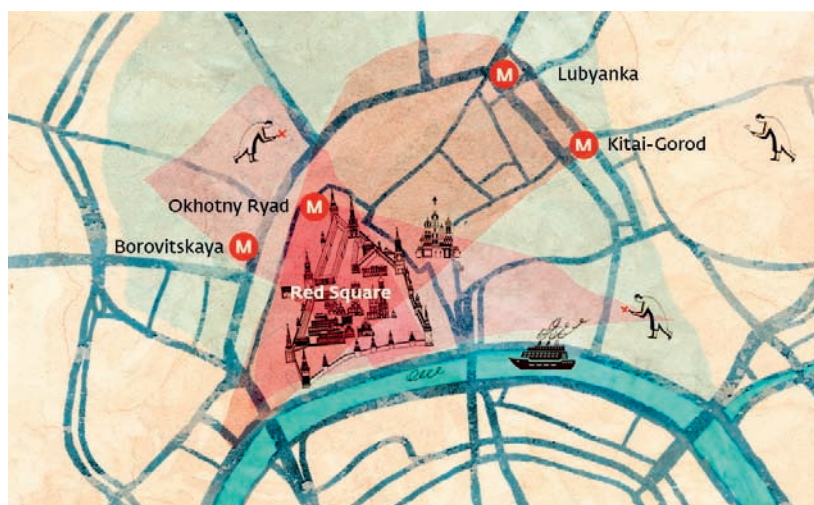 M
Lubyanka
M
Kitai-Gorod
Okhotny Ryad
M
Borovitskaya
M
Red Square